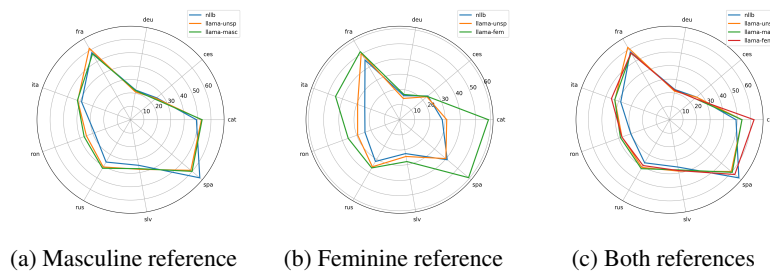 nllb
llama-unsp
llama-masc
deu
fra
ces
ita
cat
ron
rus
slv
spa
10
20
30
40
50
60
(a) Masculine reference
nllb
llama-unsp
llama-fem
deu
fra
ces
ita
cat
ron
rus
slv
spa
10
20
30
40
50
60
(b) Feminine reference
nllb
llama-unsp
llama-mas
llama-fem
deu
fra
ces
ita
cat
ron
rus
slv
spa
10
20
30
40
50
60
(c) Both references